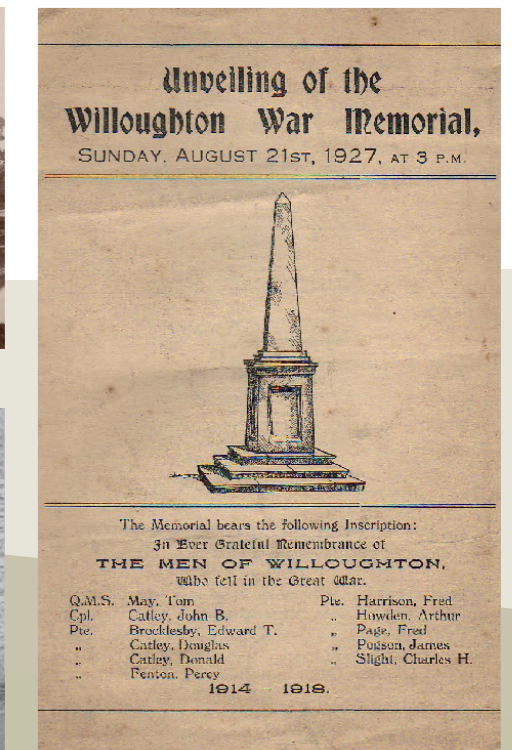 Unveiling of the
Willoughton War Memorial,
SUNDAY, AUGUST 21ST, 1927, AT 3 P.M.
The Memorial bears the following Inscription:
In Ever Grateful Remembrance of
THE MEN OF WILLOUGHTON,
Who fell in the Great War.
Q.M.S. May, Tom Pte. Harrison, Fred
Cpl. Catley, John B. „ Howden, Arthur
Pte. Brocklesby, Edward T. „ Page, Fred
„ Catley, Douglas „ Pogson, James
„ Catley, Donald „ Slight, Charles H.
„ Fenton, Percy
1914 – 1918.